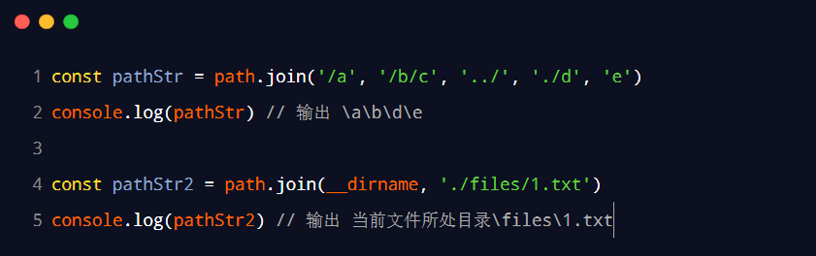 1 const pathStr = path.join('/a', '/b/c', '../', './d', 'e')
2 console.log(pathStr) // 输出 \a\b\d\e
3
4 const pathStr2 = path.join(__dirname, './files/1.txt')
5 console.log(pathStr2) // 输出 当前文件所处目录\files\1.txt